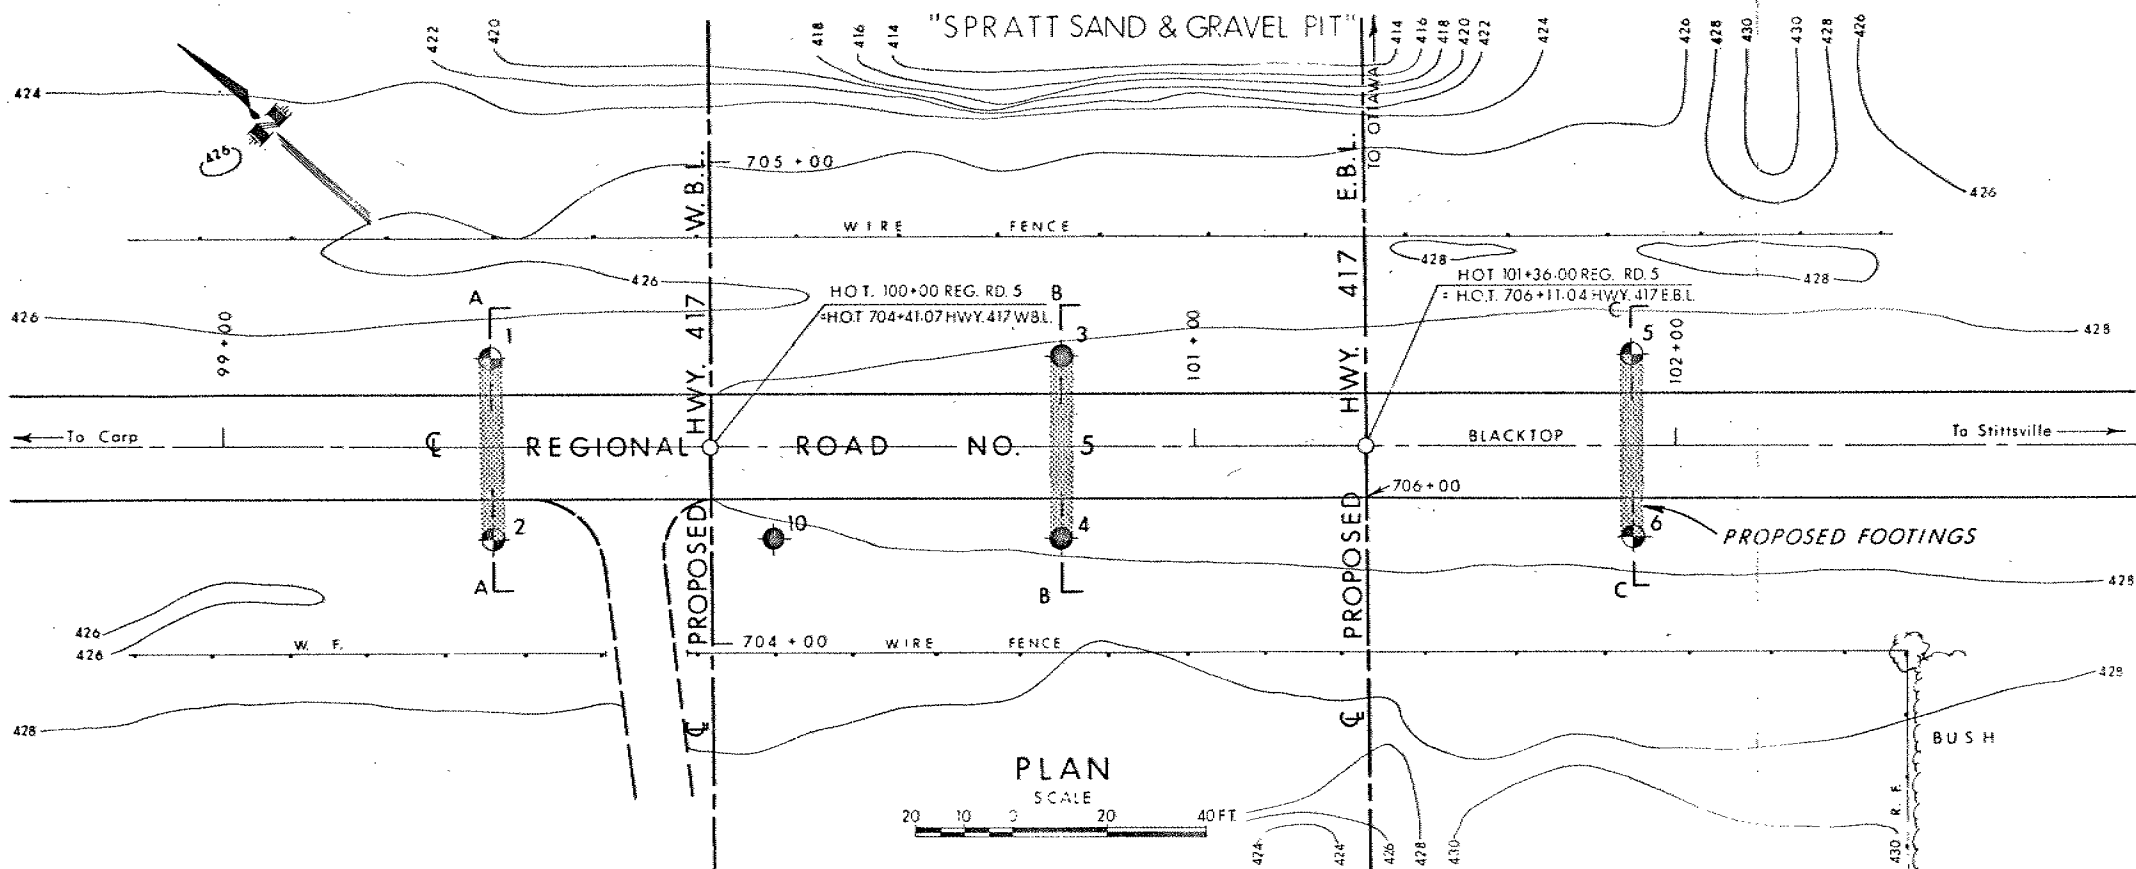 "SPRATT SAND & GRAVEL PIT"
422
420
418
416
414
414
416
418
420
422
424
426
428
430
430
428
426
424
426
TO OTTAWA
705 + 00
WIRE FENCE
426
426
428
428
426
HOT. 100+00 REG. RD. 5
=HOT 704+41.07 HWY. 417 W.B.L.
HOT 101+36.00 REG. RD. 5
= H.O.T. 706+11.04 HWY. 417 E.B.L.
428
99+00
A
1
B
3
101+00
C
5
102+00
To Carp
℄ REGIONAL ROAD NO. 5
BLACKTOP
To Stittsville
℄ PROPOSED HWY. 417 W.B.L.
℄ PROPOSED HWY. 417 E.B.L.
706+00
2
10
4
6
PROPOSED FOOTINGS
A
B
C
428
426
426
W. F.
704 + 00
WIRE FENCE
428
428
BUSH
R. F.
PLAN
SCALE
20 10 0 20 40 FT.
424
424
426
428
430
430